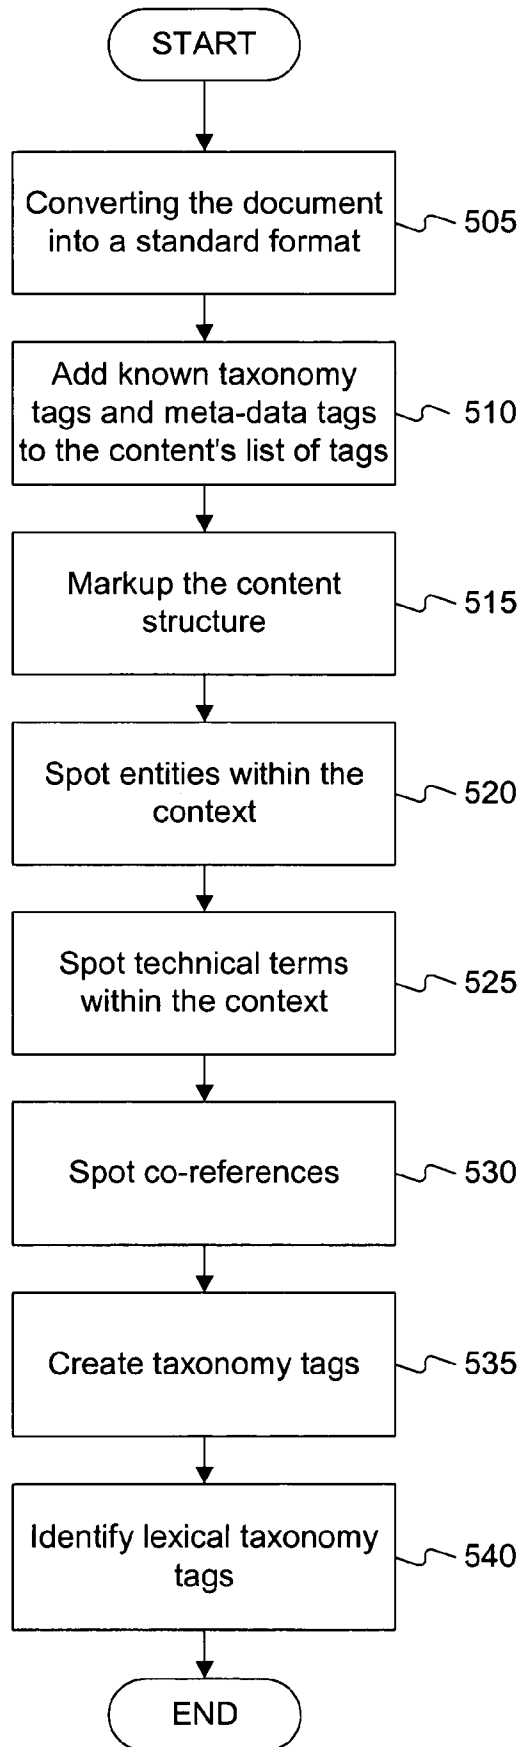 START
Converting the document
into a standard format
505
Add known taxonomy
tags and meta-data tags
to the content's list of tags
510
Markup the content
structure
515
Spot entities within the
context
520
Spot technical terms
within the context
525
Spot co-references
530
Create taxonomy tags
535
Identify lexical taxonomy
tags
540
END